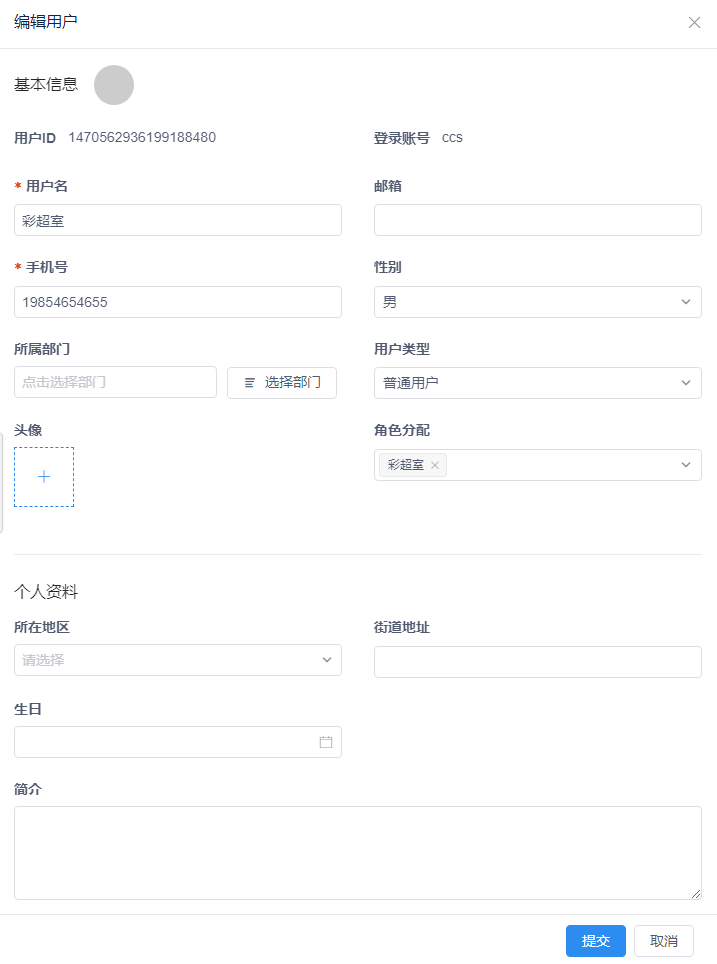 编辑用户
基本信息
用户ID 1470562936199188480 登录账号 ccs
* 用户名 邮箱
彩超室
* 手机号 性别
19854654655 男
所属部门 用户类型
点击选择部门 选择部门 普通用户
头像 角色分配
彩超室
个人资料
所在地区 街道地址
请选择
生日
简介
提交 取消